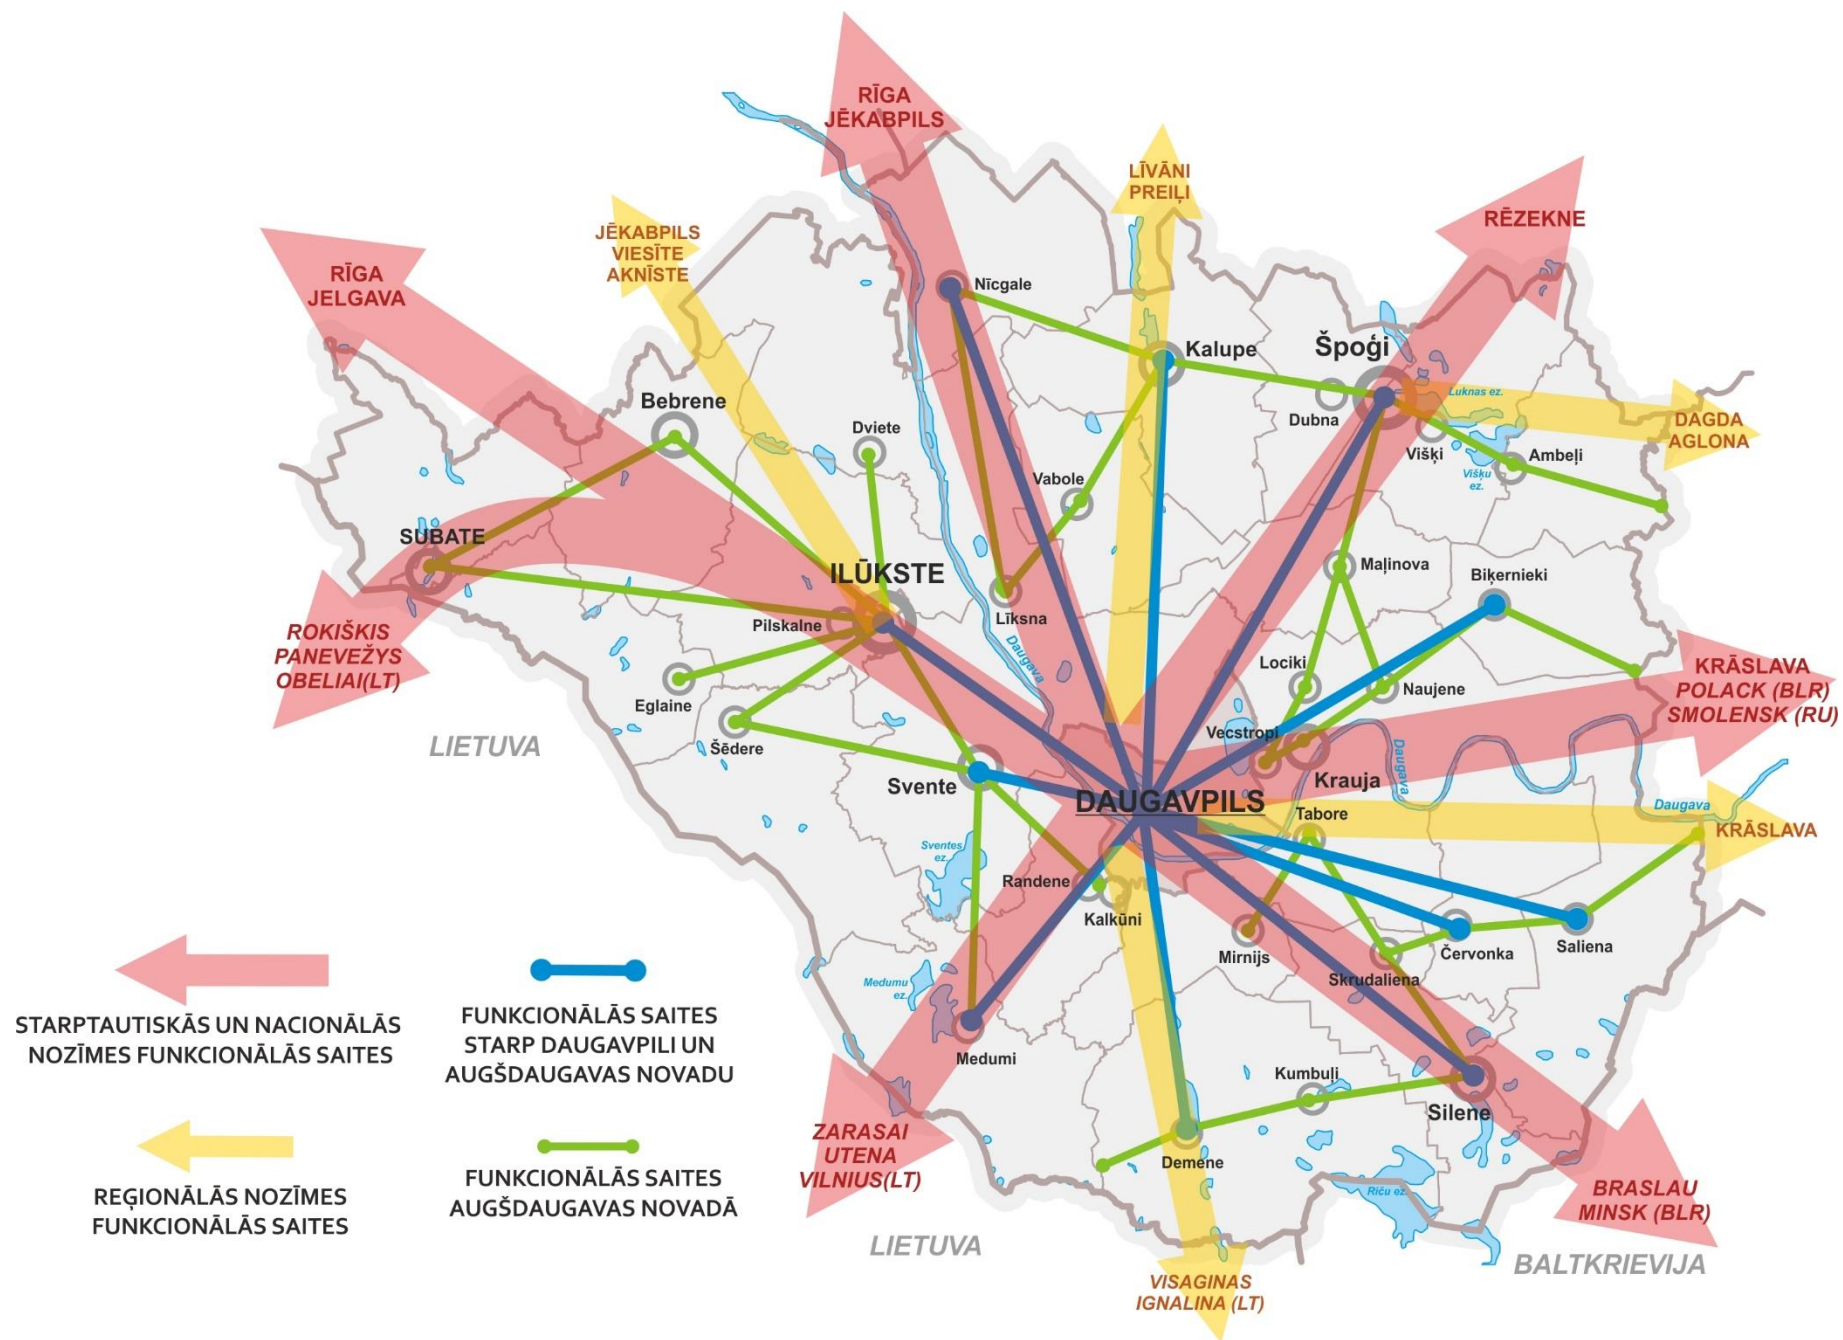 RĪGA
JĒKABPILS
LĪVĀNI
PREIĻI
RĒZEKNE
JĒKABPILS
VIESĪTE
AKNĪSTE
RĪGA
JELGAVA
Nīcgale
Kalupe
Špoģi
Luknas ez.
Dubna
Bebrene
Dviete
Višķi
Višķu
ez.
Ambeļi
DAGDA
AGLONA
Vabole
SUBATE
ILŪKSTE
Maļinova
Biķernieki
Pilskalne
Līksna
Daugava
ROKIŠKIS
PANEVEŽYS
OBELIAI(LT)
Eglaine
Lociki
Naujene
KRĀSLAVA
POLACK (BLR)
SMOLENSK (RU)
LIETUVA
Šēdere
Vecstropi
Daugava
Svente
Krauja
DAUGAVPILS
Tabore
Daugava
KRĀSLAVA
Sventes
ez.
Randene
Kalkūni
Mirnijs
Skrudaliena
Červonka
Saliena
Medumu
ez.
Medumi
Kumbuļi
Silene
Demene
Riču ez.
ZARASAI
UTENA
VILNIUS(LT)
BRASLAU
MINSK (BLR)
LIETUVA
BALTKRIEVIJA
VISAGINAS
IGNALINA (LT)
STARPTAUTISKĀS UN NACIONĀLĀS
NOZĪMES FUNKCIONĀLĀS SAITES
FUNKCIONĀLĀS SAITES
STARP DAUGAVPILI UN
AUGŠDAUGAVAS NOVADU
REĢIONĀLĀS NOZĪMES
FUNKCIONĀLĀS SAITES
FUNKCIONĀLĀS SAITES
AUGŠDAUGAVAS NOVADĀ